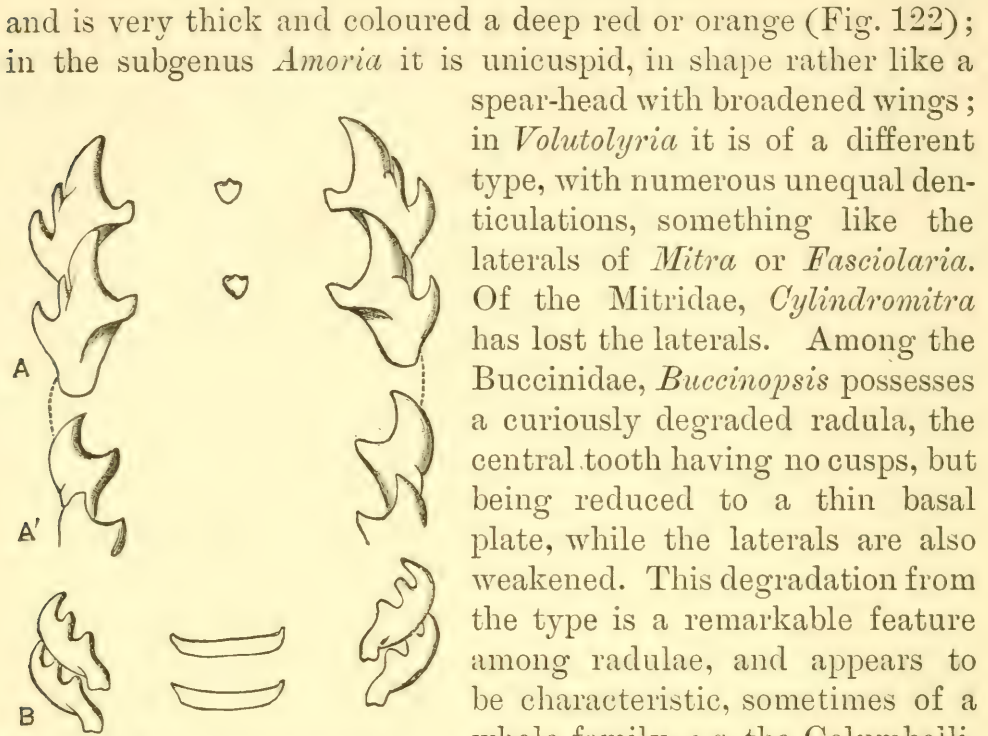 and is very thick and coloured a deep red or orange (Fig. 122);
in the subgenus Amoria it is unicuspid, in shape rather like a
spear-head with broadened wings;
in Volutolyria it is of a different
type, with numerous unequal den-
ticulations, something like the
laterals of Mitra or Fasciolaria.
Of the Mitridae, Cylindromitra
has lost the laterals. Among the
Buccinidae, Buccinopsis possesses
a curiously degraded radula, the
central tooth having no cusps, but
being reduced to a thin basal
plate, while the laterals are also
weakened. This degradation from
the type is a remarkable feature
among radulae, and appears to
be characteristic, sometimes of a
A
A'
B